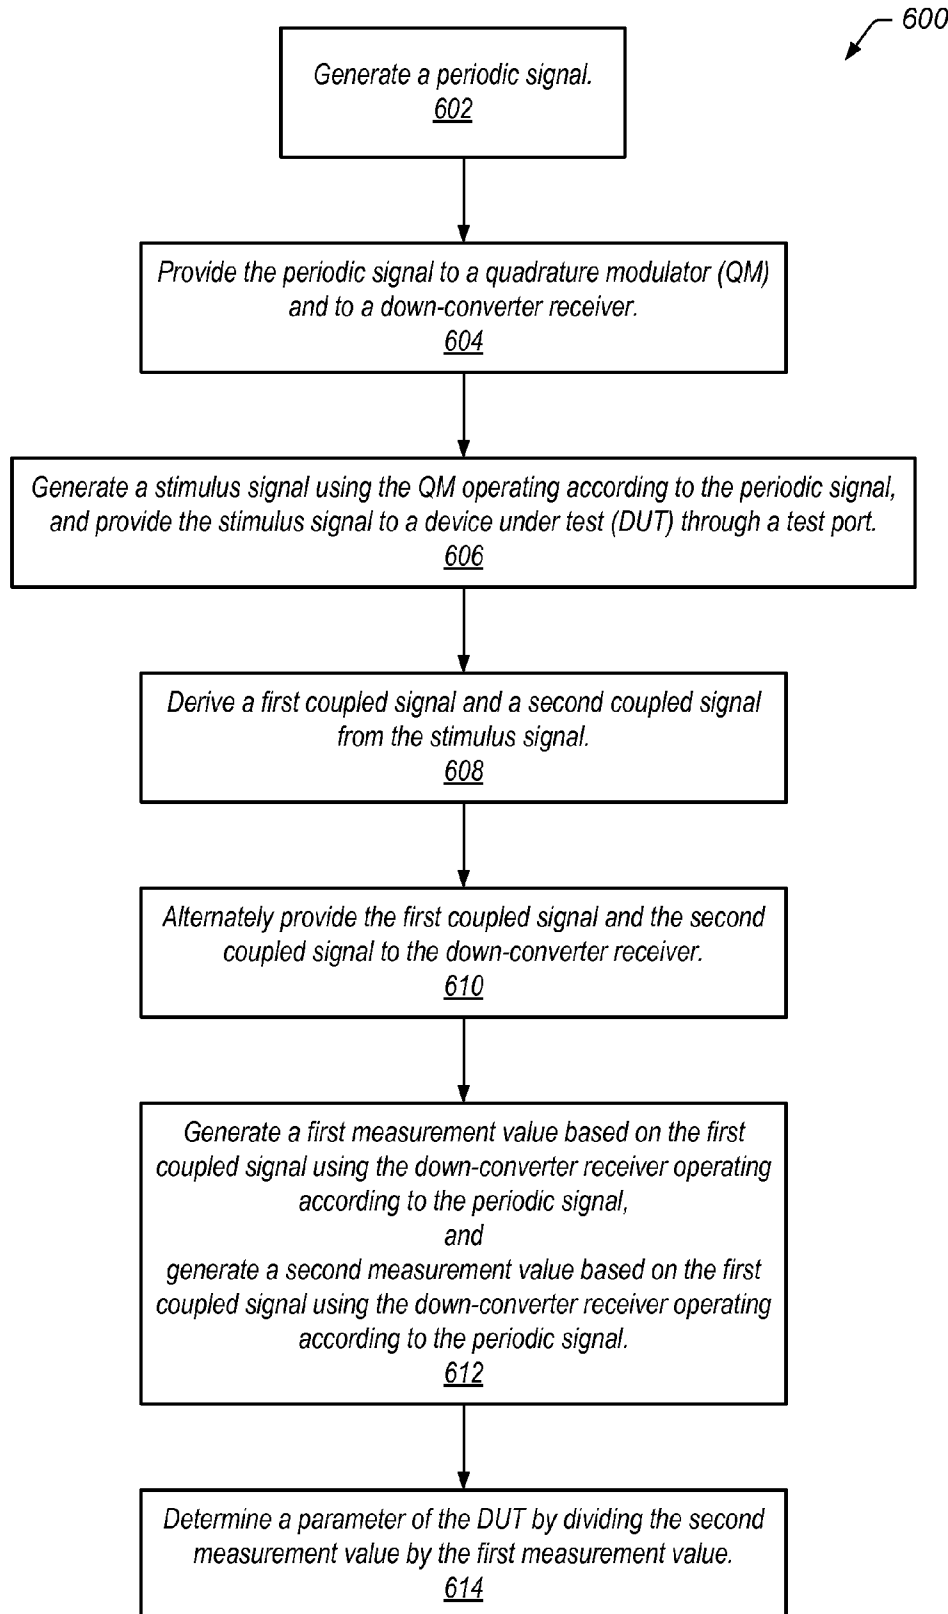 600
Generate a periodic signal.
602
Provide the periodic signal to a quadrature modulator (QM)
and to a down-converter receiver.
604
Generate a stimulus signal using the QM operating according to the periodic signal,
and provide the stimulus signal to a device under test (DUT) through a test port.
606
Derive a first coupled signal and a second coupled signal
from the stimulus signal.
608
Alternately provide the first coupled signal and the second
coupled signal to the down-converter receiver.
610
Generate a first measurement value based on the first
coupled signal using the down-converter receiver operating
according to the periodic signal,
and
generate a second measurement value based on the first
coupled signal using the down-converter receiver operating
according to the periodic signal.
612
Determine a parameter of the DUT by dividing the second
measurement value by the first measurement value.
614